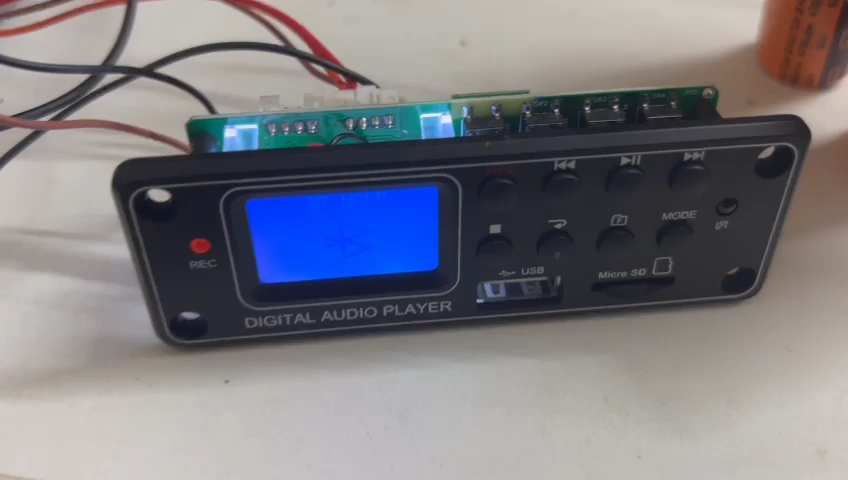 MODE
IR
REC
USB
Micro SD
DIGITAL AUDIO PLAYER